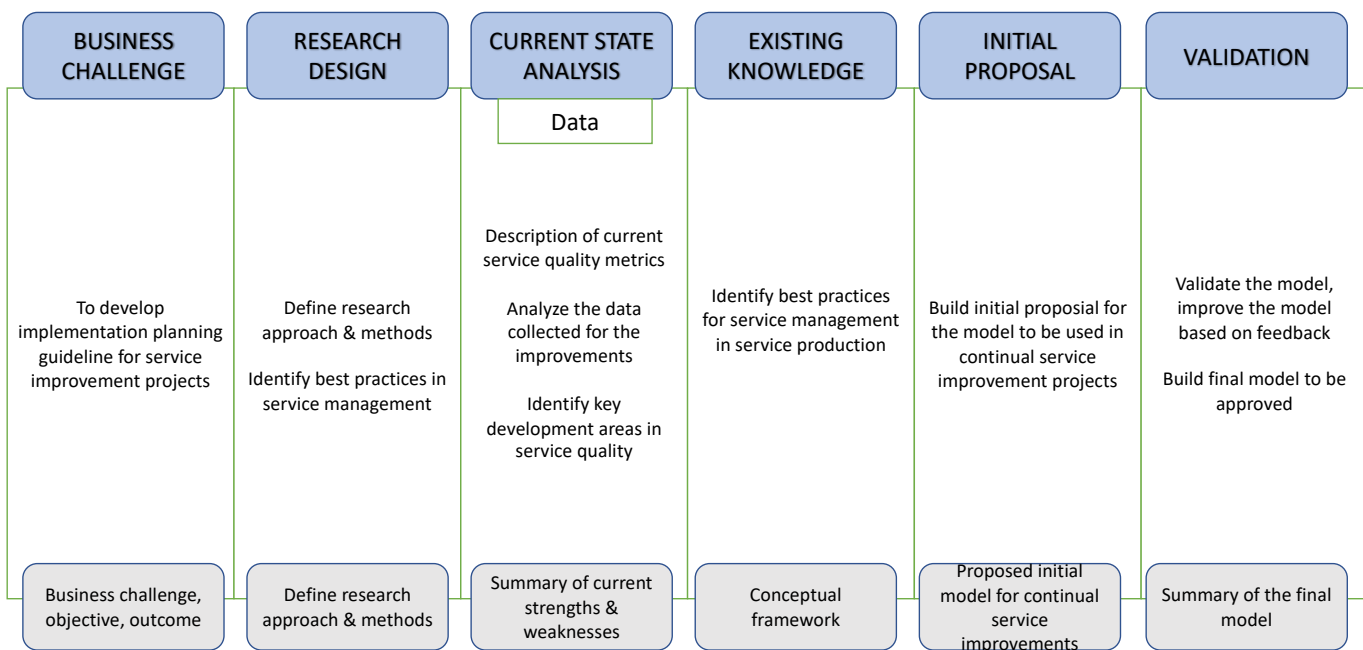 BUSINESS
CHALLENGE
RESEARCH
DESIGN
CURRENT STATE
ANALYSIS
EXISTING
KNOWLEDGE
INITIAL
PROPOSAL
VALIDATION
Data
To develop
implementation planning
guideline for service
improvement projects
Define research
approach & methods
Identify best practices in
service management
Description of current
service quality metrics
Analyze the data
collected for the
improvements
Identify key
development areas in
service quality
Identify best practices
for service management
in service production
Build initial proposal for
the model to be used in
continual service
improvement projects
Validate the model,
improve the model
based on feedback
Build final model to be
approved
Business challenge,
objective, outcome
Define research
approach & methods
Summary of current
strengths &
weaknesses
Conceptual
framework
Proposed initial
model for continual
service
improvements
Summary of the final
model